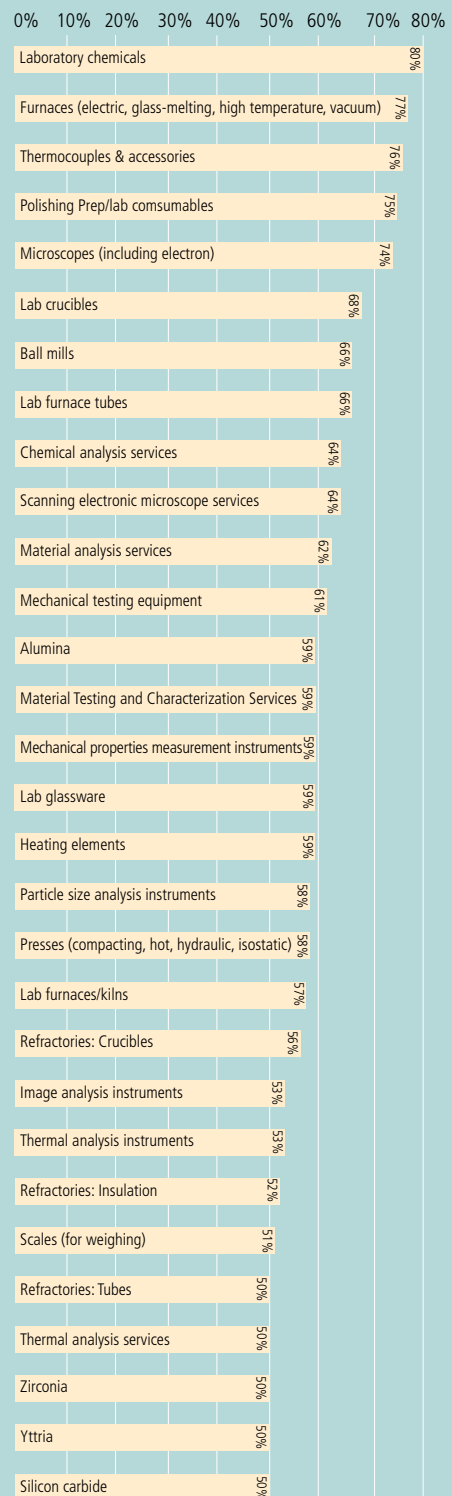 0% 10% 20% 30% 40% 50% 60% 70% 80%
Laboratory chemicals 80%
Furnaces (electric, glass-melting, high temperature, vacuum) 77%
Thermocouples & accessories 76%
Polishing Prep/lab comsumables 75%
Microscopes (including electron) 74%
Lab crucibles 68%
Ball mills 66%
Lab furnace tubes 66%
Chemical analysis services 64%
Scanning electronic microscope services 64%
Material analysis services 62%
Mechanical testing equipment 61%
Alumina 59%
Material Testing and Characterization Services 59%
Mechanical properties measurement instruments 59%
Lab glassware 59%
Heating elements 59%
Particle size analysis instruments 58%
Presses (compacting, hot, hydraulic, isostatic) 58%
Lab furnaces/kilns 57%
Refractories: Crucibles 56%
Image analysis instruments 53%
Thermal analysis instruments 53%
Refractories: Insulation 52%
Scales (for weighing) 51%
Refractories: Tubes 50%
Thermal analysis services 50%
Zirconia 50%
Yttria 50%
Silicon carbide 50%